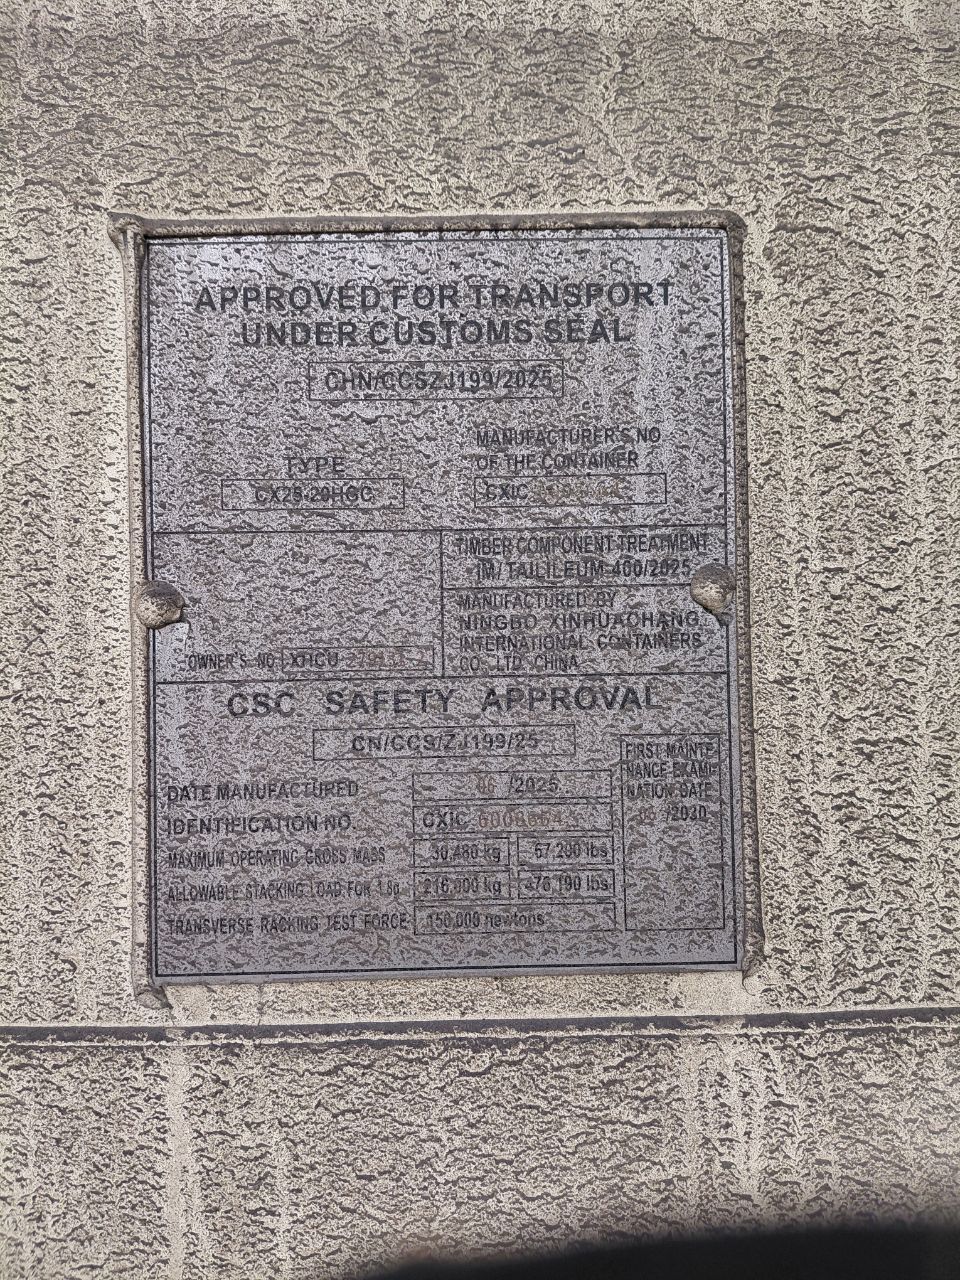 APPROVED FOR TRANSPORT
UNDER CUSTOMS SEAL
CHN/CCSZJ199/2025
TYPE
CX25-20HGC
MANUFACTURER'S NO
OF THE CONTAINER
CXIC
TIMBER COMPONENT TREATMENT
IM/TAILILEUM 400/2025
MANUFACTURED BY
NINGBO XINHUACHANG
INTERNATIONAL CONTAINERS
CO., LTD, CHINA
OWNER'S NO
XHCU
CSC SAFETY APPROVAL
CN/CCS/ZJ199/25
DATE MANUFACTURED
/2025
IDENTIFICATION NO.
CXIC
MAXIMUM OPERATING GROSS MASS
30,480 kg
67,200 lbs
ALLOWABLE STACKING LOAD FOR 1.8g
216,000 kg
476,190 lbs
TRANSVERSE RACKING TEST FORCE
150,000 newtons
FIRST MAINTE
NANCE EXAMI
NATION DATE
/2030